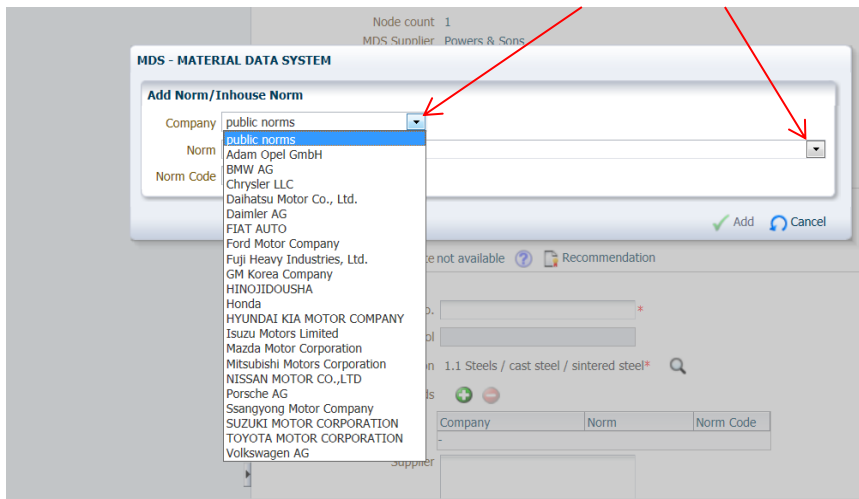 Node count 1
MDS Supplier Powers & Sons
MDS - MATERIAL DATA SYSTEM
Add Norm/Inhouse Norm
Company public norms
Norm
Norm Code
public norms
Adam Opel GmbH
BMW AG
Chrysler LLC
Daihatsu Motor Co., Ltd.
Daimler AG
FIAT AUTO
Ford Motor Company
Fuji Heavy Industries, Ltd.
GM Korea Company
HINOJIDOUSHA
Honda
HYUNDAI KIA MOTOR COMPANY
Isuzu Motors Limited
Mazda Motor Corporation
Mitsubishi Motors Corporation
NISSAN MOTOR CO.,LTD
Porsche AG
Ssangyong Motor Company
SUZUKI MOTOR CORPORATION
TOYOTA MOTOR CORPORATION
Volkswagen AG
Add Cancel
not available ? Recommendation
*
1.1 Steels / cast steel / sintered steel*
Company Norm Norm Code
-
Supplier